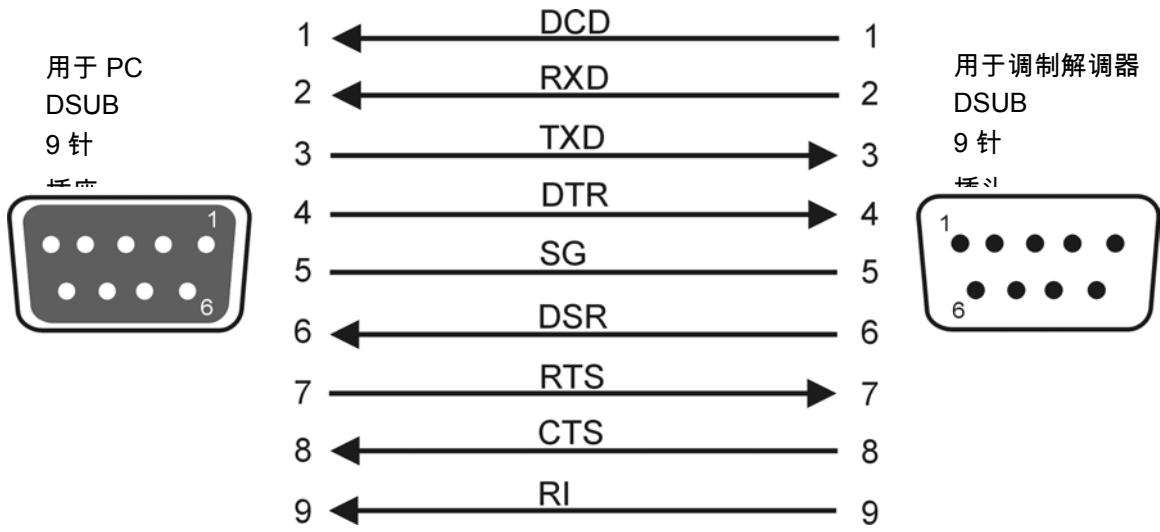 用于 PC
DSUB
9 针
1
6
1 DCD 1
2 RXD 2
3 TXD 3
4 DTR 4
5 SG 5
6 DSR 6
7 RTS 7
8 CTS 8
9 RI 9
用于调制解调器
DSUB
9 针
1
6